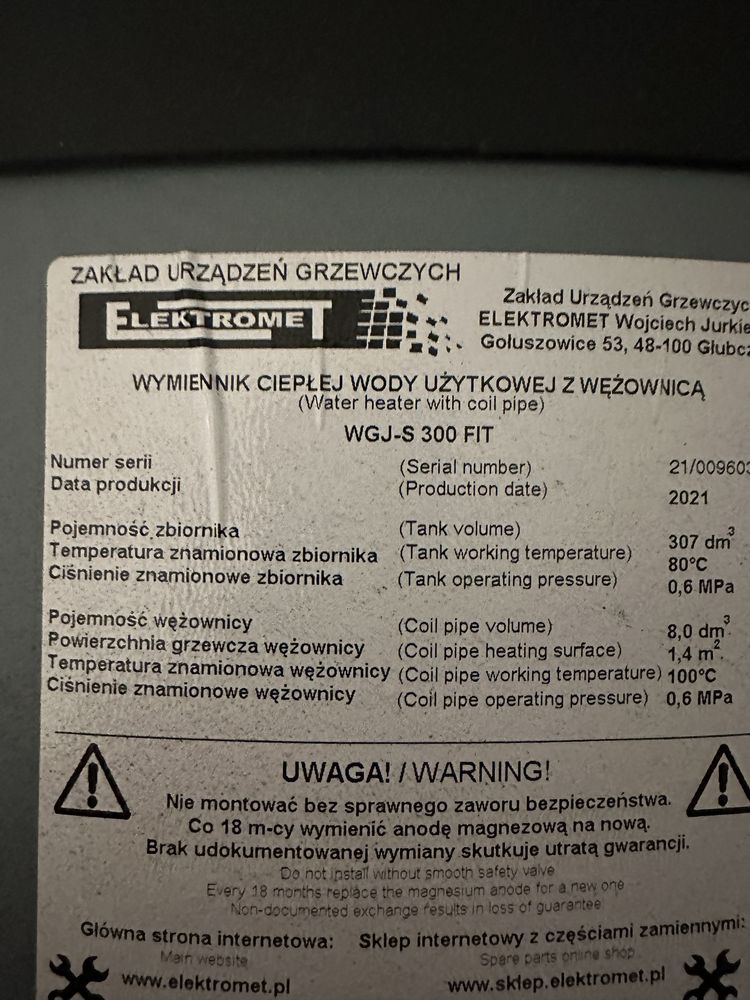 ZAKŁAD URZĄDZEŃ GRZEWCZYCH
ELEKTROMET
Zakład Urządzeń
ELEKTROMET Wojciech
Gołuszowice 53, 48-100
WYMIENNIK CIEPŁEJ WODY UŻYTKOWEJ Z WĘŻOWNICĄ
(Water heater with coil pipe)
WGJ-S 300 FIT
Numer serii (Serial number) 21/00960
Data produkcji (Production date) 2021
Pojemność zbiornika (Tank volume) 307 dm³
Temperatura znamionowa zbiornika (Tank working temperature) 80°C
Ciśnienie znamionowe zbiornika (Tank operating pressure) 0,6 MPa
Pojemność wężownicy (Coil pipe volume) 8,0 dm³
Powierzchnia grzewcza wężownicy (Coil pipe heating surface) 1,4 m²
Temperatura znamionowa wężownicy (Coil pipe working temperature) 100°C
Ciśnienie znamionowe wężownicy (Coil pipe operating pressure) 0,6 MPa
UWAGA! / WARNING!
Nie montować bez sprawnego zaworu bezpieczeństwa.
Co 18 m-cy wymienić anodę magnezową na nową.
Brak udokumentowanej wymiany skutkuje utratą gwarancji.
Do not install without smooth safety valve
Every 18 months replace the magnesium anode for a new one
Non-documented exchange results in loss of guarantee
Główna strona internetowa: Sklep internetowy z częściami zamiennymi:
Main website Spare parts online shop
www.elektromet.pl www.sklep.elektromet.pl